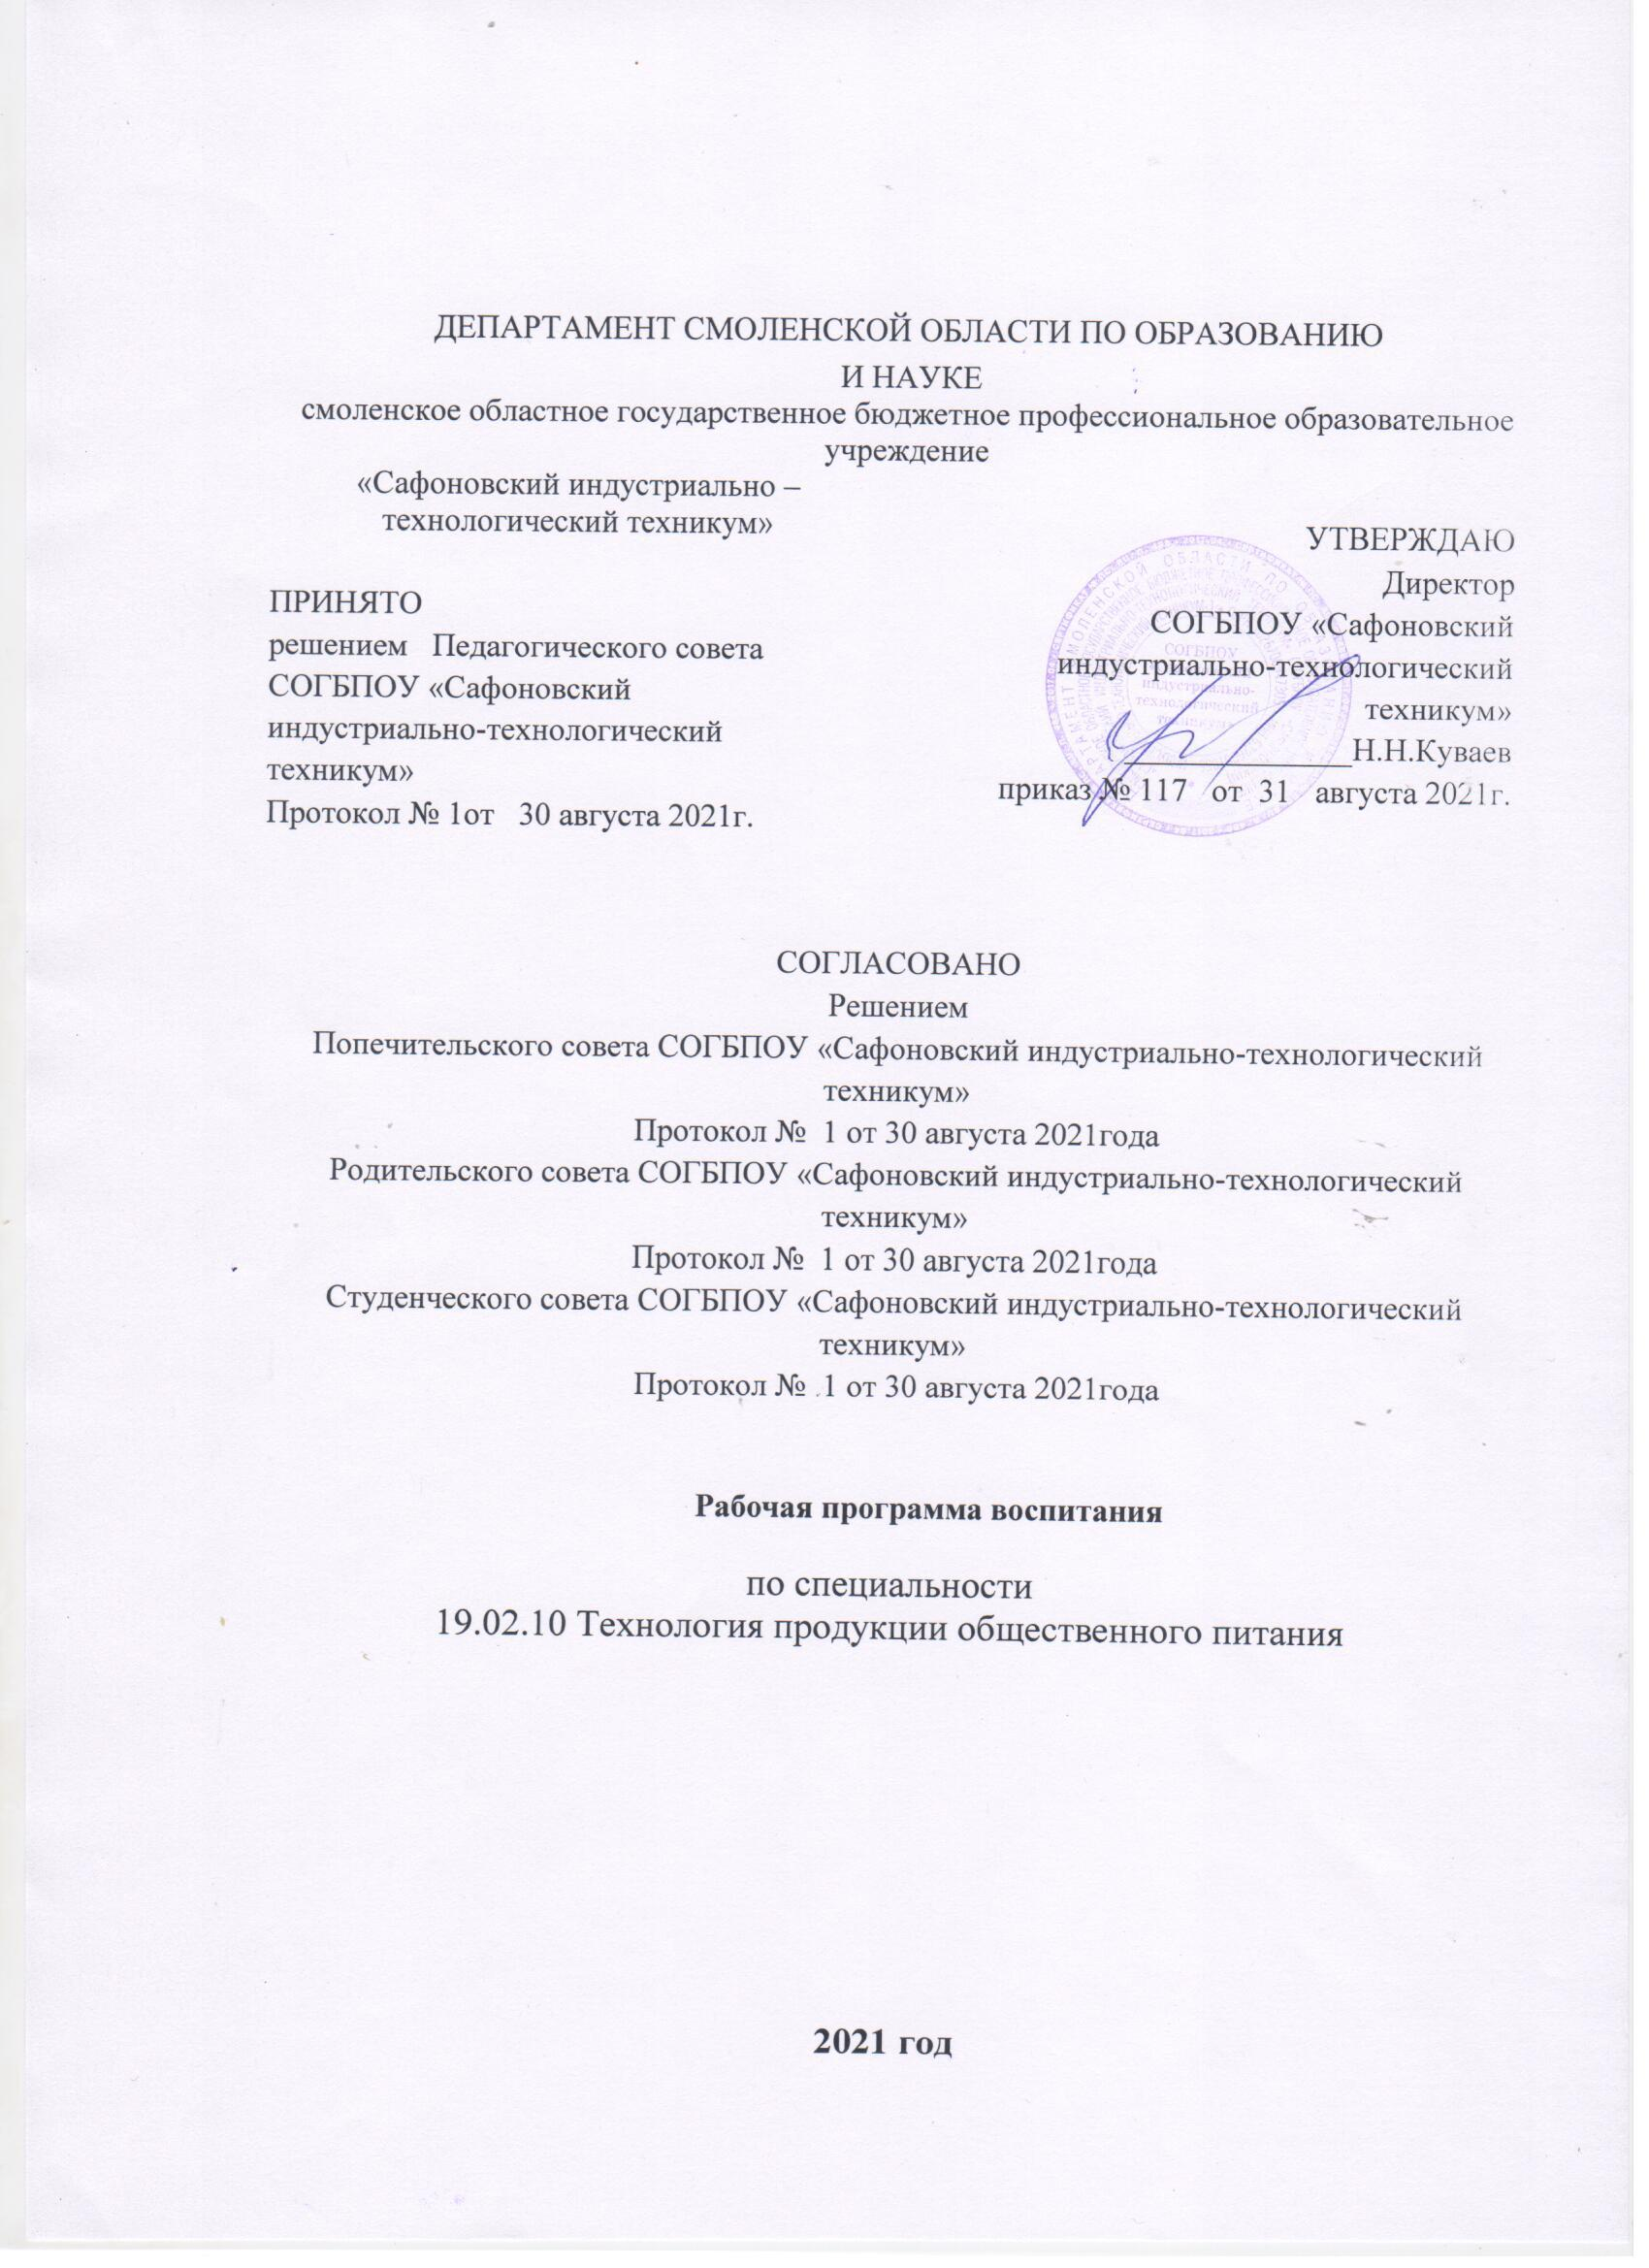 ДЕПАРТАМЕНТ СМОЛЕНСКОЙ ОБЛАСТИ ПО ОБРАЗОВАНИЮ
И НАУКЕ
смоленское областное государственное бюджетное профессиональное образовательное
учреждение
«Сафоновский индустриально –
технологический техникум»
ПРИНЯТО
решением Педагогического совета
СОГБПОУ «Сафоновский
индустриально-технологический
техникум»
Протокол № 1от 30 августа 2021г.
УТВЕРЖДАЮ
Директор
СОГБПОУ «Сафоновский
индустриально-технологический
техникум»
______________Н.Н.Куваев
приказ № 117 от 31 августа 2021г.
СОГБПОУ
индустриально-
технологический
техникум»
СОГЛАСОВАНО
Решением
Попечительского совета СОГБПОУ «Сафоновский индустриально-технологический
техникум»
Протокол № 1 от 30 августа 2021года
Родительского совета СОГБПОУ «Сафоновский индустриально-технологический
техникум»
Протокол № 1 от 30 августа 2021года
Студенческого совета СОГБПОУ «Сафоновский индустриально-технологический
техникум»
Протокол № 1 от 30 августа 2021года
Рабочая программа воспитания
по специальности
19.02.10 Технология продукции общественного питания
2021 год